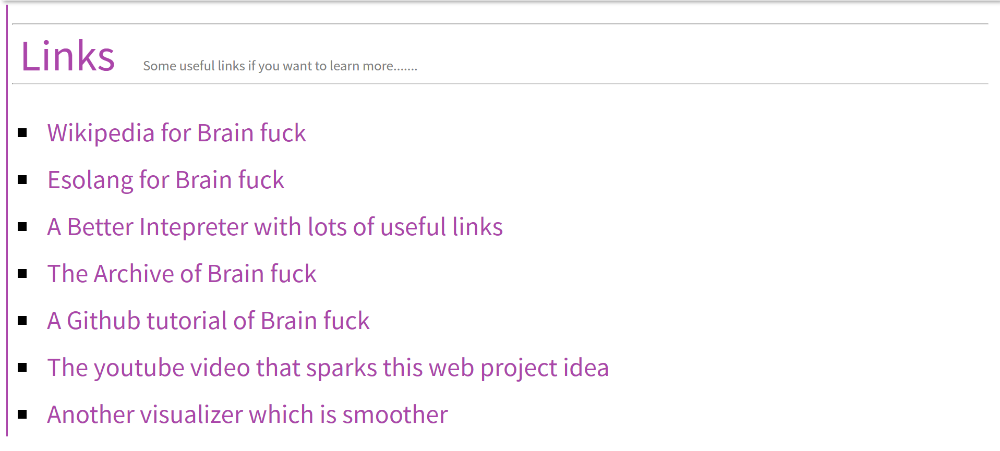 Links Some useful links if you want to learn more.......
Wikipedia for Brain fuck
Esolang for Brain fuck
A Better Intepreter with lots of useful links
The Archive of Brain fuck
A Github tutorial of Brain fuck
The youtube video that sparks this web project idea
Another visualizer which is smoother